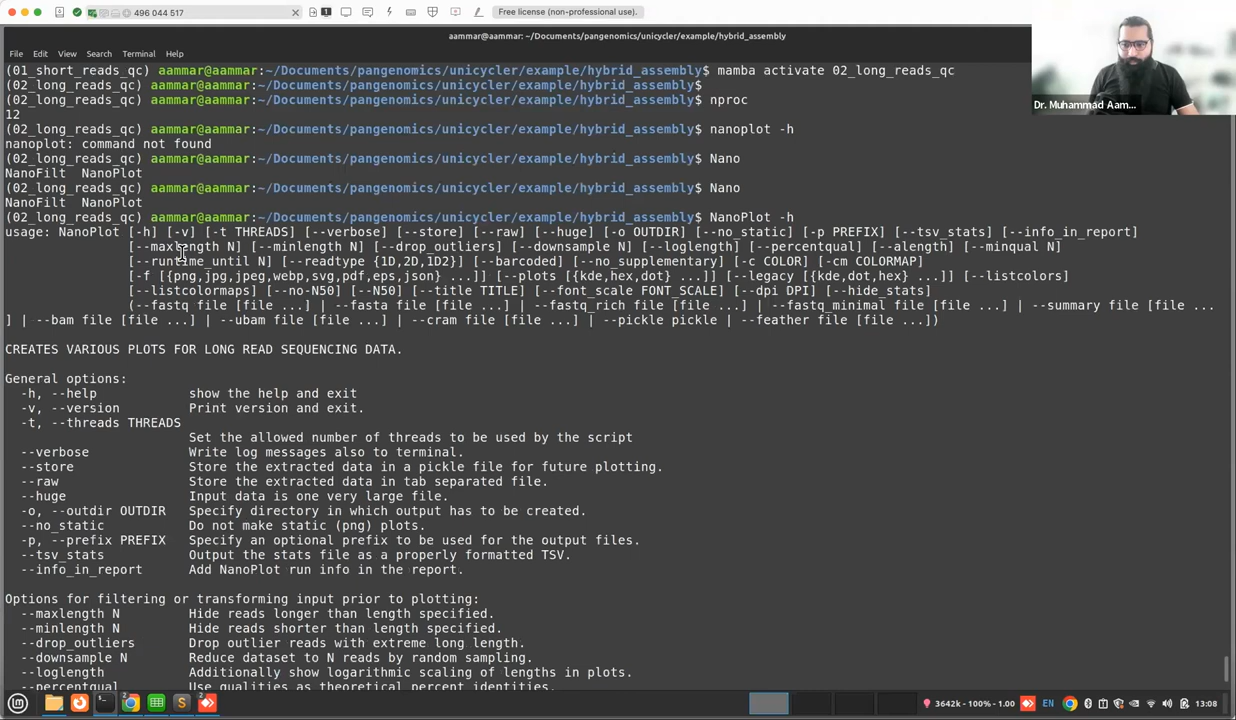 496 044 517
Free license (non-professional use).
aammar@aammar: ~/Documents/pangenomics/unicycler/example/hybrid_assembly
File Edit View Search Terminal Help
(01_short_reads_qc) aammar@aammar:~/Documents/pangenomics/unicycler/example/hybrid_assembly$ mamba activate 02_long_reads_qc
(02_long_reads_qc) aammar@aammar:~/Documents/pangenomics/unicycler/example/hybrid_assembly$
(02_long_reads_qc) aammar@aammar:~/Documents/pangenomics/unicycler/example/hybrid_assembly$ nproc
12
(02_long_reads_qc) aammar@aammar:~/Documents/pangenomics/unicycler/example/hybrid_assembly$ nanoplot -h
nanoplot: command not found
(02_long_reads_qc) aammar@aammar:~/Documents/pangenomics/unicycler/example/hybrid_assembly$ Nano
NanoFilt NanoPlot
(02_long_reads_qc) aammar@aammar:~/Documents/pangenomics/unicycler/example/hybrid_assembly$ Nano
NanoFilt NanoPlot
(02_long_reads_qc) aammar@aammar:~/Documents/pangenomics/unicycler/example/hybrid_assembly$ NanoPlot -h
usage: NanoPlot [-h] [-v] [-t THREADS] [--verbose] [--store] [--raw] [--huge] [-o OUTDIR] [--no_static] [-p PREFIX] [--tsv_stats] [--info_in_report]
[--maxlength N] [--minlength N] [--drop_outliers] [--downsample N] [--loglength] [--percentqual] [--alength] [--minqual N]
[--runtime_until N] [--readtype {1D,2D,1D2}] [--barcoded] [--no_supplementary] [-c COLOR] [-cm COLORMAP]
[-f [{png,jpg,jpeg,webp,svg,pdf,eps,json} ...]] [--plots [{kde,hex,dot} ...]] [--legacy [{kde,dot,hex} ...]] [--listcolors]
[--listcolormaps] [--no-N50] [--N50] [--title TITLE] [--font_scale FONT_SCALE] [--dpi DPI] [--hide_stats]
(--fastq file [file ...] | --fasta file [file ...] | --fastq_rich file [file ...] | --fastq_minimal file [file ...] | --summary file [file ...
] | --bam file [file ...] | --ubam file [file ...] | --cram file [file ...] | --pickle pickle | --feather file [file ...])
CREATES VARIOUS PLOTS FOR LONG READ SEQUENCING DATA.
General options:
-h, --help show the help and exit
-v, --version Print version and exit.
-t, --threads THREADS
Set the allowed number of threads to be used by the script
--verbose Write log messages also to terminal.
--store Store the extracted data in a pickle file for future plotting.
--raw Store the extracted data in tab separated file.
--huge Input data is one very large file.
-o, --outdir OUTDIR Specify directory in which output has to be created.
--no_static Do not make static (png) plots.
-p, --prefix PREFIX Specify an optional prefix to be used for the output files.
--tsv_stats Output the stats file as a properly formatted TSV.
--info_in_report Add NanoPlot run info in the report.
Options for filtering or transforming input prior to plotting:
--maxlength N Hide reads longer than length specified.
--minlength N Hide reads shorter than length specified.
--drop_outliers Drop outlier reads with extreme long length.
--downsample N Reduce dataset to N reads by random sampling.
--loglength Additionally show logarithmic scaling of lengths in plots.
--percentqual Use qualities as theoretical percent identities.
Dr. Muhammad Aam...
3642k - 100% - 1.00 EN 13:08